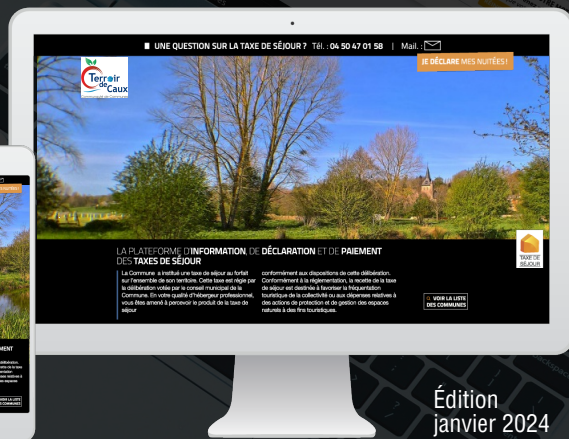 UNE QUESTION SUR LA TAXE DE SÉJOUR ? Tél. : 04 50 47 01 58 | Mail. :
JE DÉCLARE MES NUITÉES !
Terroir
de
Caux
LA PLATEFORME D'INFORMATION, DE DÉCLARATION ET DE PAIEMENT
DES TAXES DE SÉJOUR
La Commune a institué une taxe de séjour au forfait
sur l'ensemble de son territoire. Cette taxe est régie par
la délibération votée par le conseil municipal de la
Commune. En votre qualité d'hébergeur professionnel,
vous êtes amené à percevoir le produit de la taxe de
séjour
conformément aux dispositions de cette délibération.
Conformément à la réglementation, la recette de la taxe
de séjour est destinée à favoriser la fréquentation
touristique de la collectivité ou aux dépenses relatives à
des actions de protection et de gestion des espaces
naturels à des fins touristiques.
TAXE DE
SÉJOUR
VOIR LA LISTE
DES COMMUNES
Édition
janvier 2024